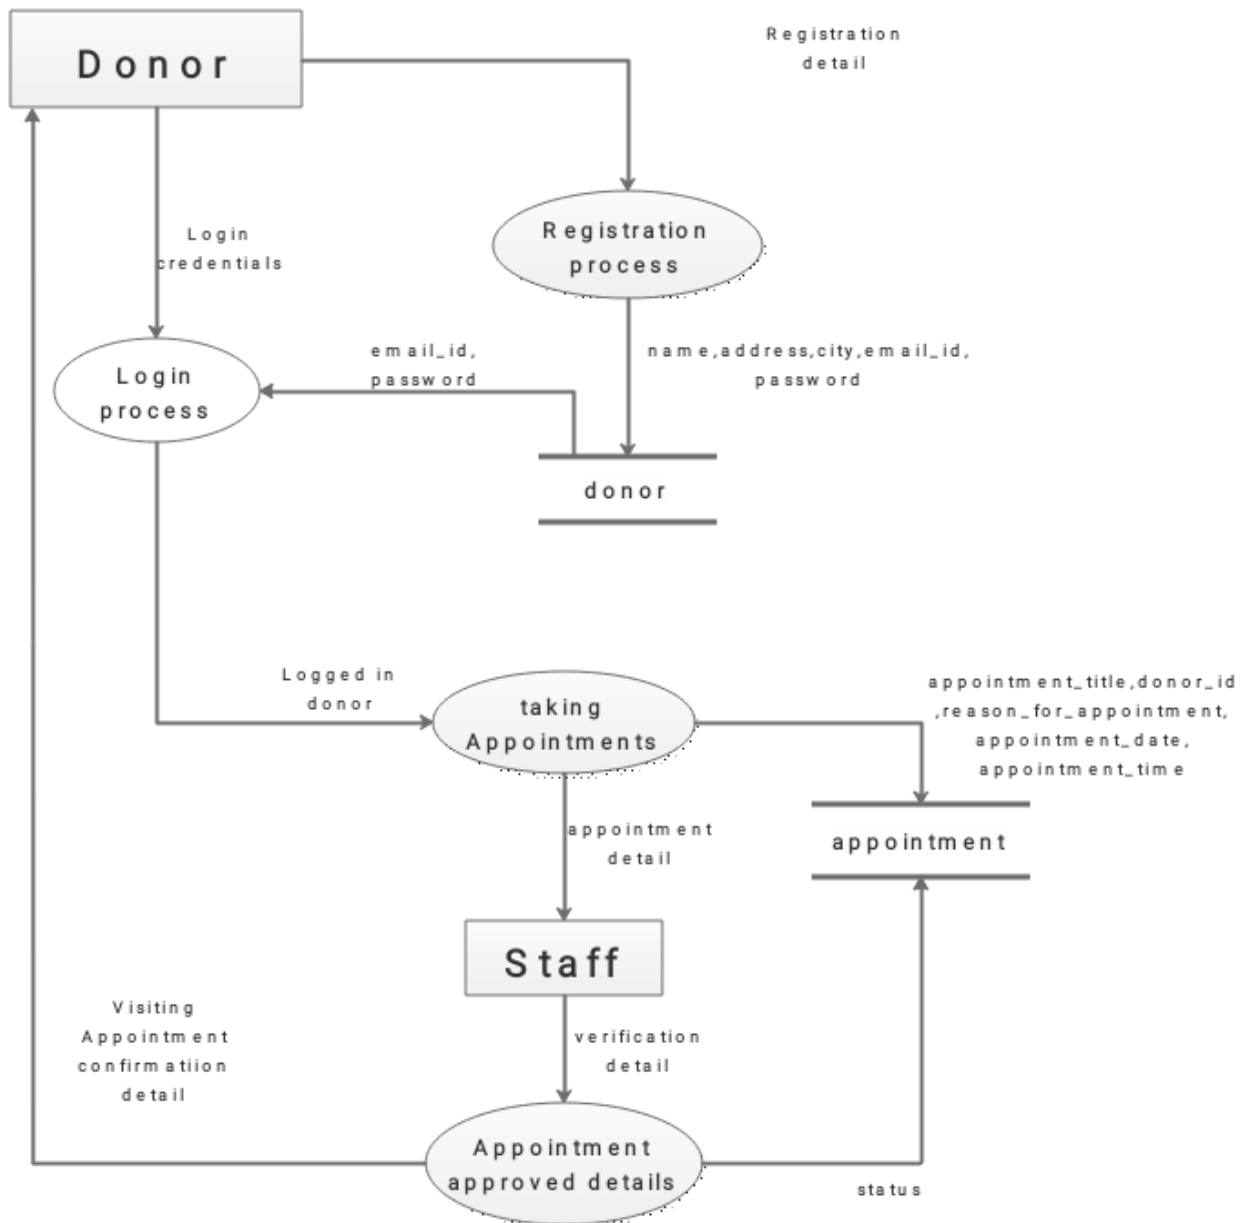 Donor
Registration
detail
Registration
process
Login
credentials
email_id,
password
name,address,city,email_id,
password
Login
process
donor
Logged in
donor
taking
Appointments
appointment_title,donor_id
,reason_for_appointment,
appointment_date,
appointment_time
appointment
detail
appointment
Staff
Visiting
Appointment
confirmatiion
detail
verification
detail
Appointment
approved details
status